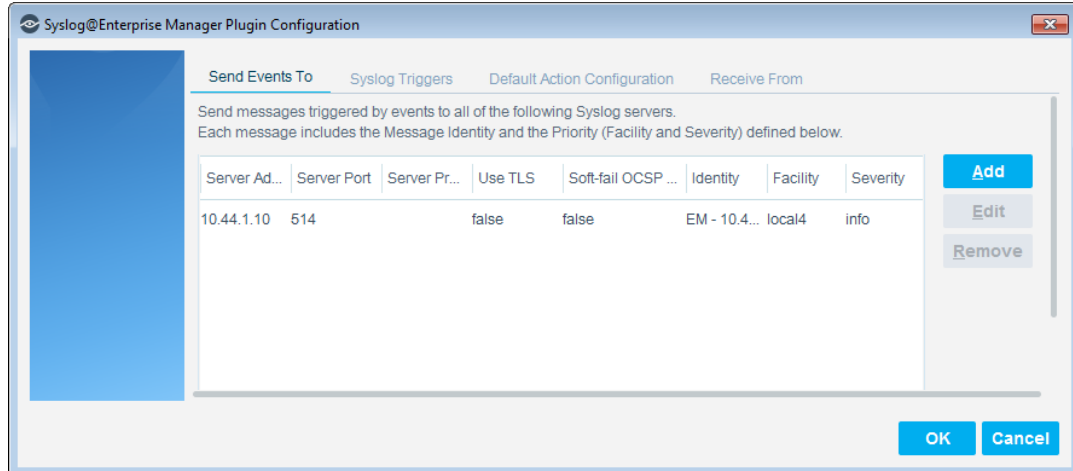 Syslog@Enterprise Manager Plugin Configuration
Send Events To Syslog Triggers Default Action Configuration Receive From
Send messages triggered by events to all of the following Syslog servers.
Each message includes the Message Identity and the Priority (Facility and Severity) defined below.
Server Ad... Server Port Server Pr... Use TLS Soft-fail OCSP ... Identity Facility Severity
10.44.1.10 514 false false EM - 10.4... local4 info
Add
Edit
Remove
OK Cancel